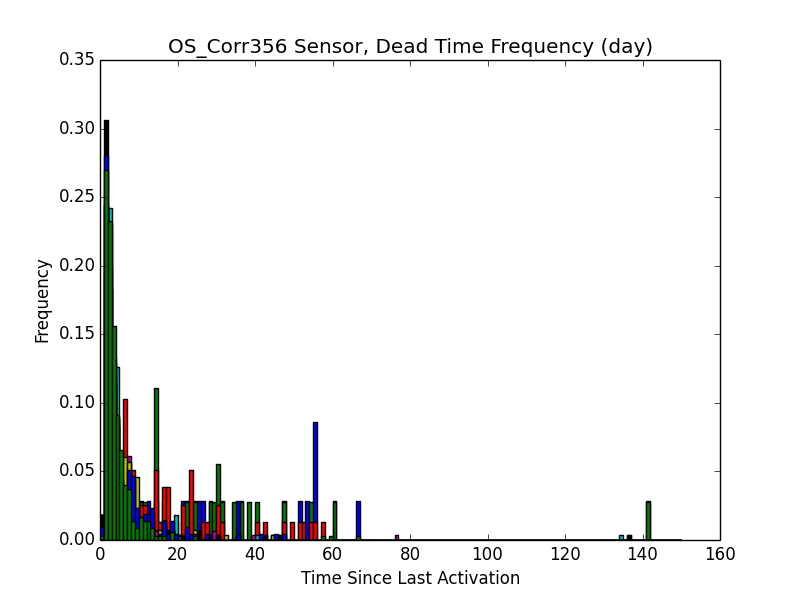 OS_Corr356 Sensor, Dead Time Frequency (day)
0.35
0.30
0.25
0.20
0.15
0.10
0.05
0.00
Frequency
0 20 40 60 80 100 120 140 160
Time Since Last Activation